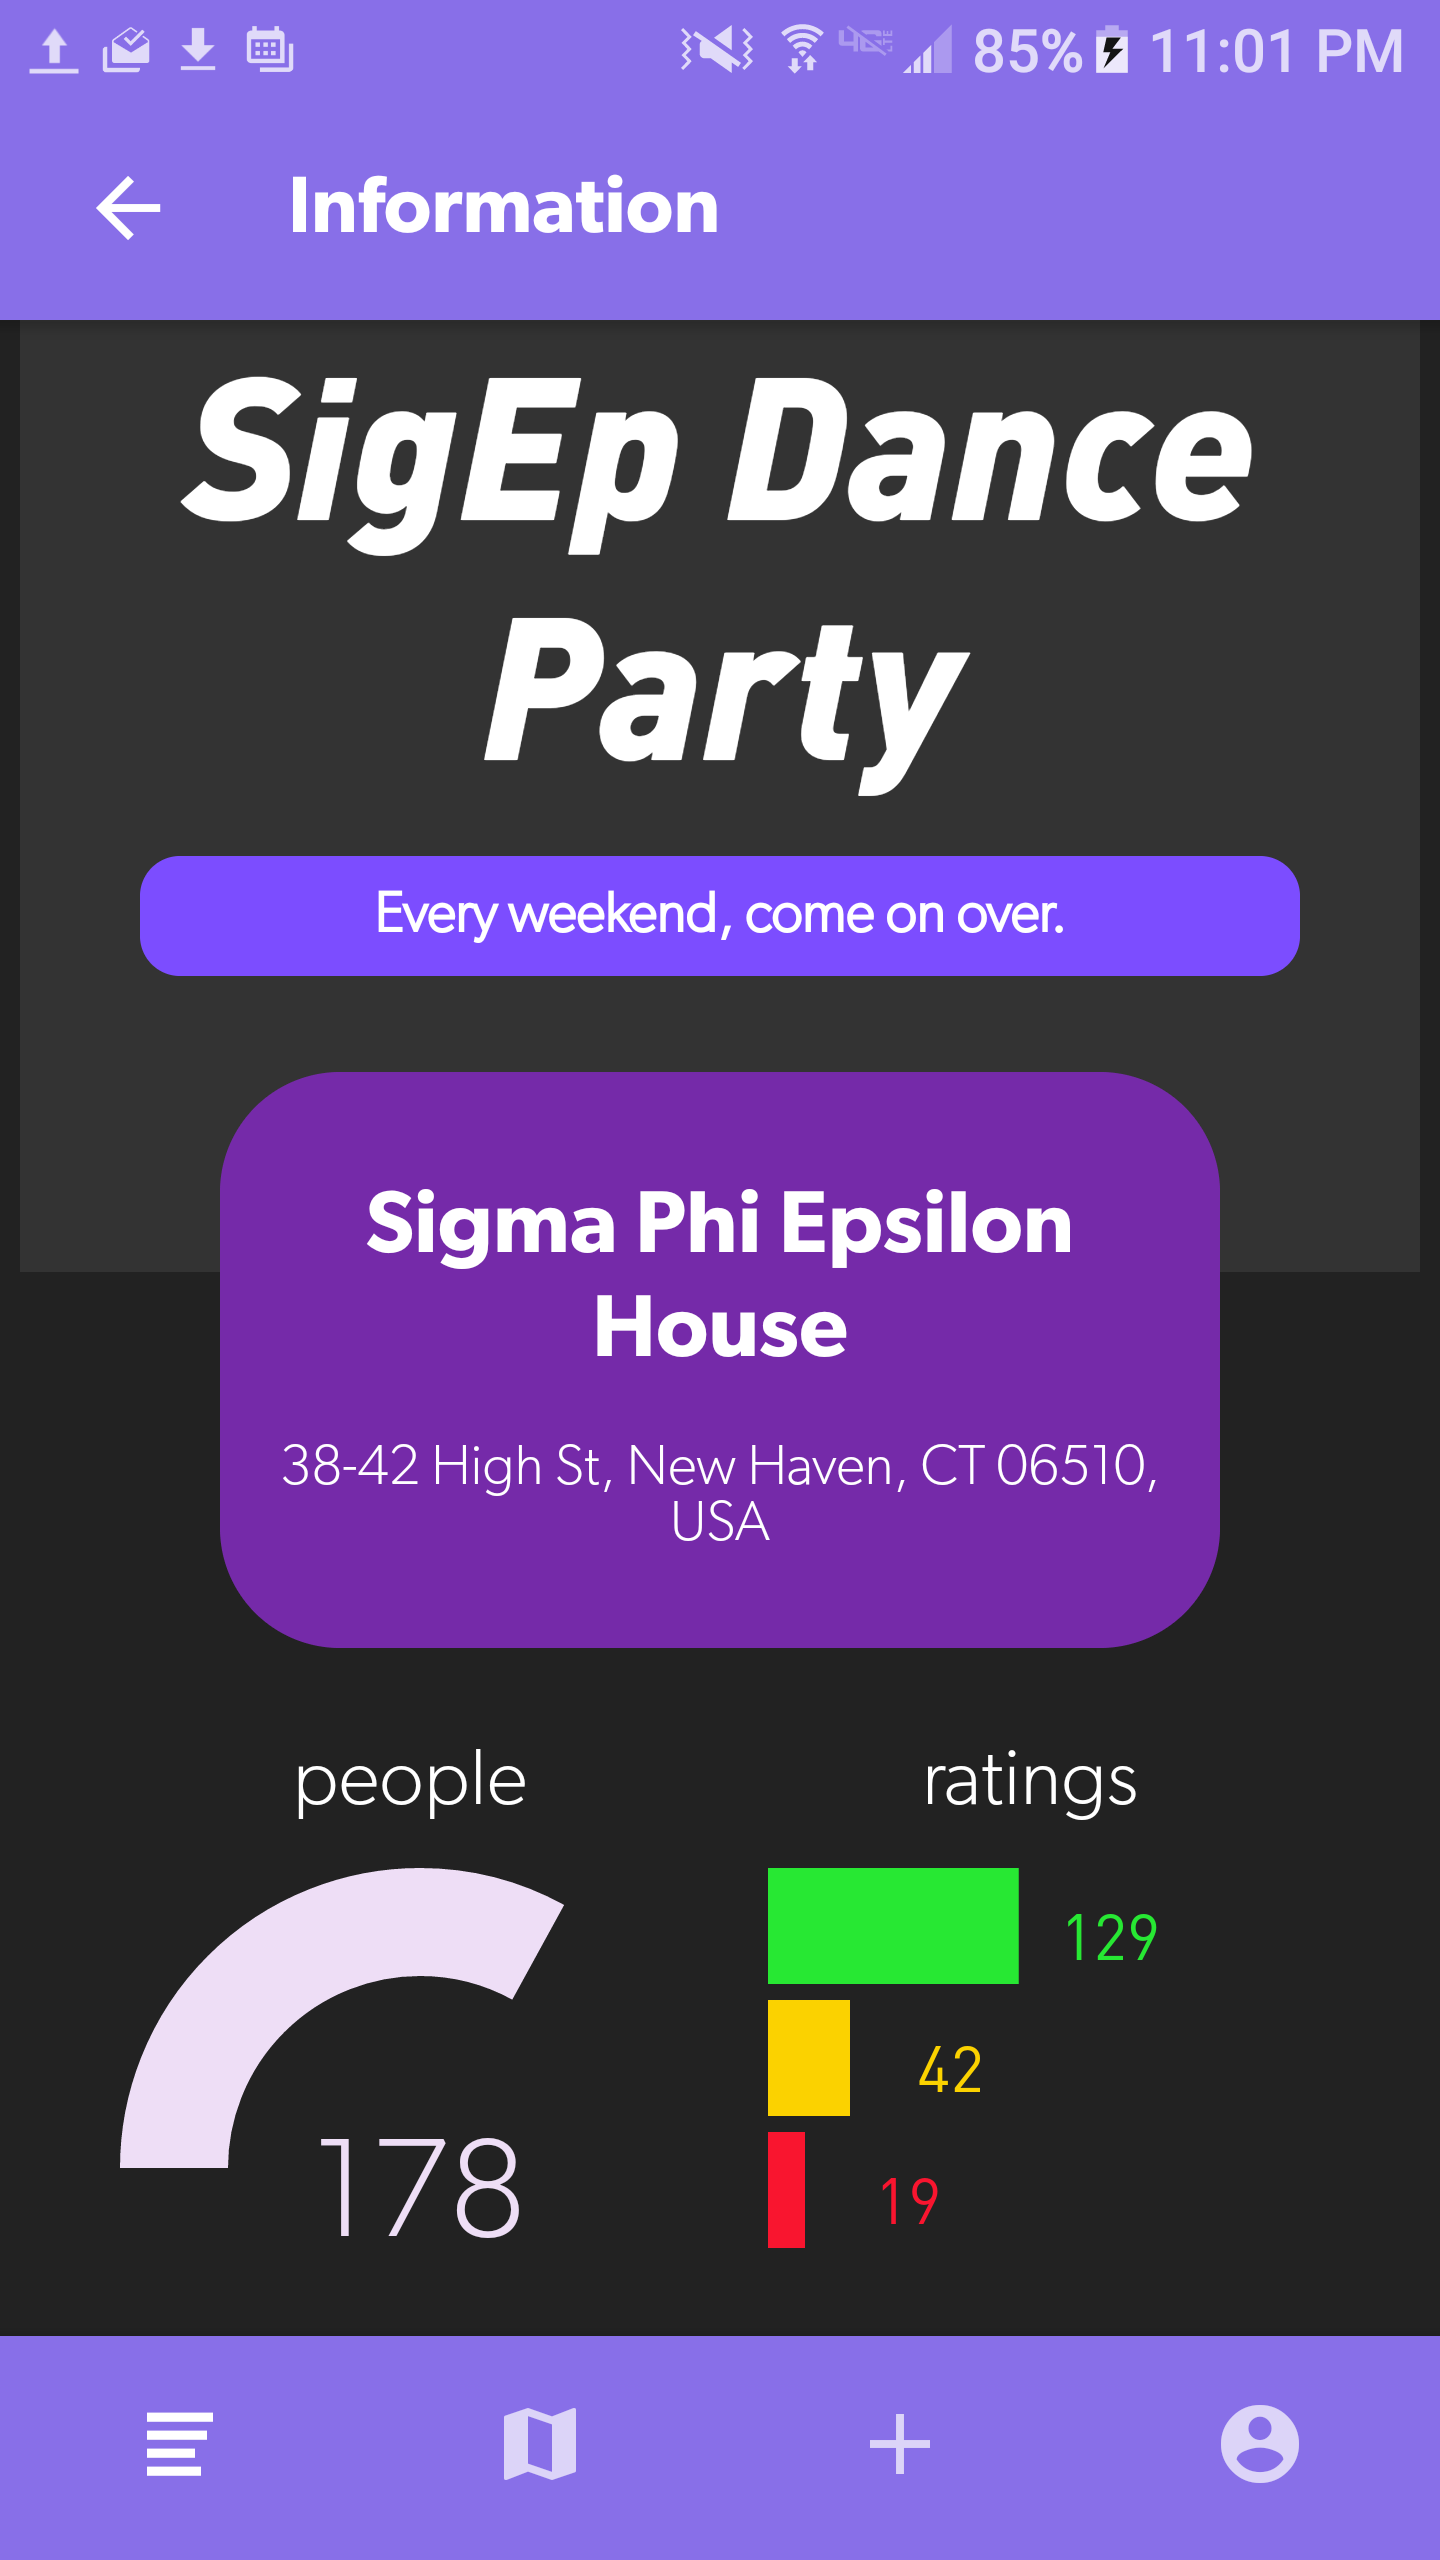 85% 11:01 PM
Information
SigEp Dance
Party
Every weekend, come on over.
Sigma Phi Epsilon
House
38-42 High St, New Haven, CT 06510,
USA
people
ratings
129
42
19
178